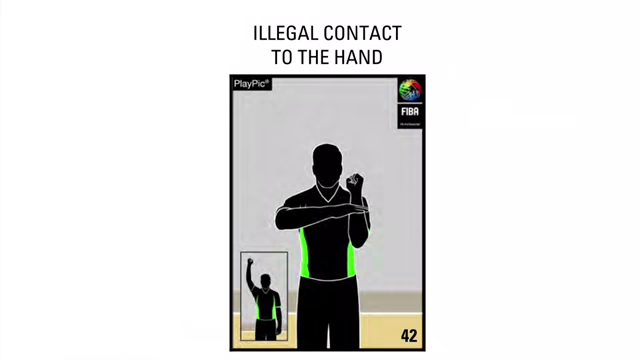 ILLEGAL CONTACT
TO THE HAND
PlayPic®
FIBA
42